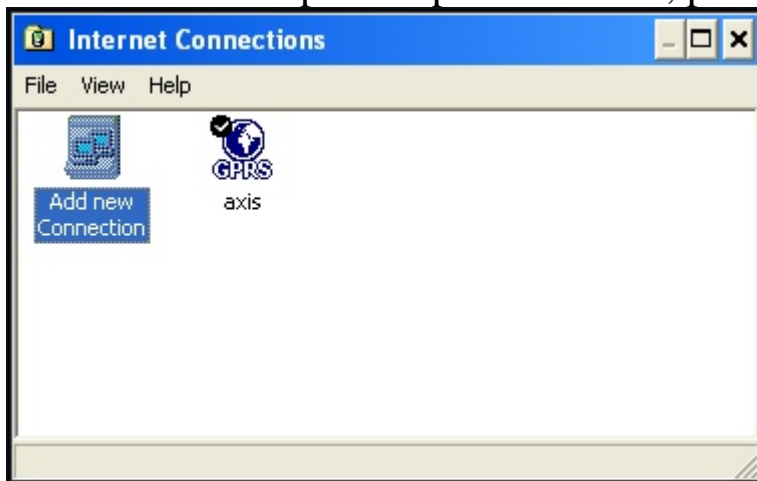 Internet Connections
File View Help
GPRS
Add new
Connection
axis